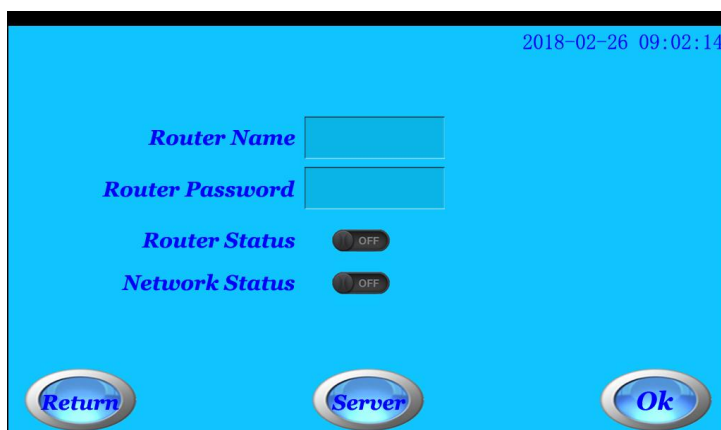 2018-02-26 09:02:14
Router Name
Router Password
Router Status OFF
Network Status OFF
Return Server Ok